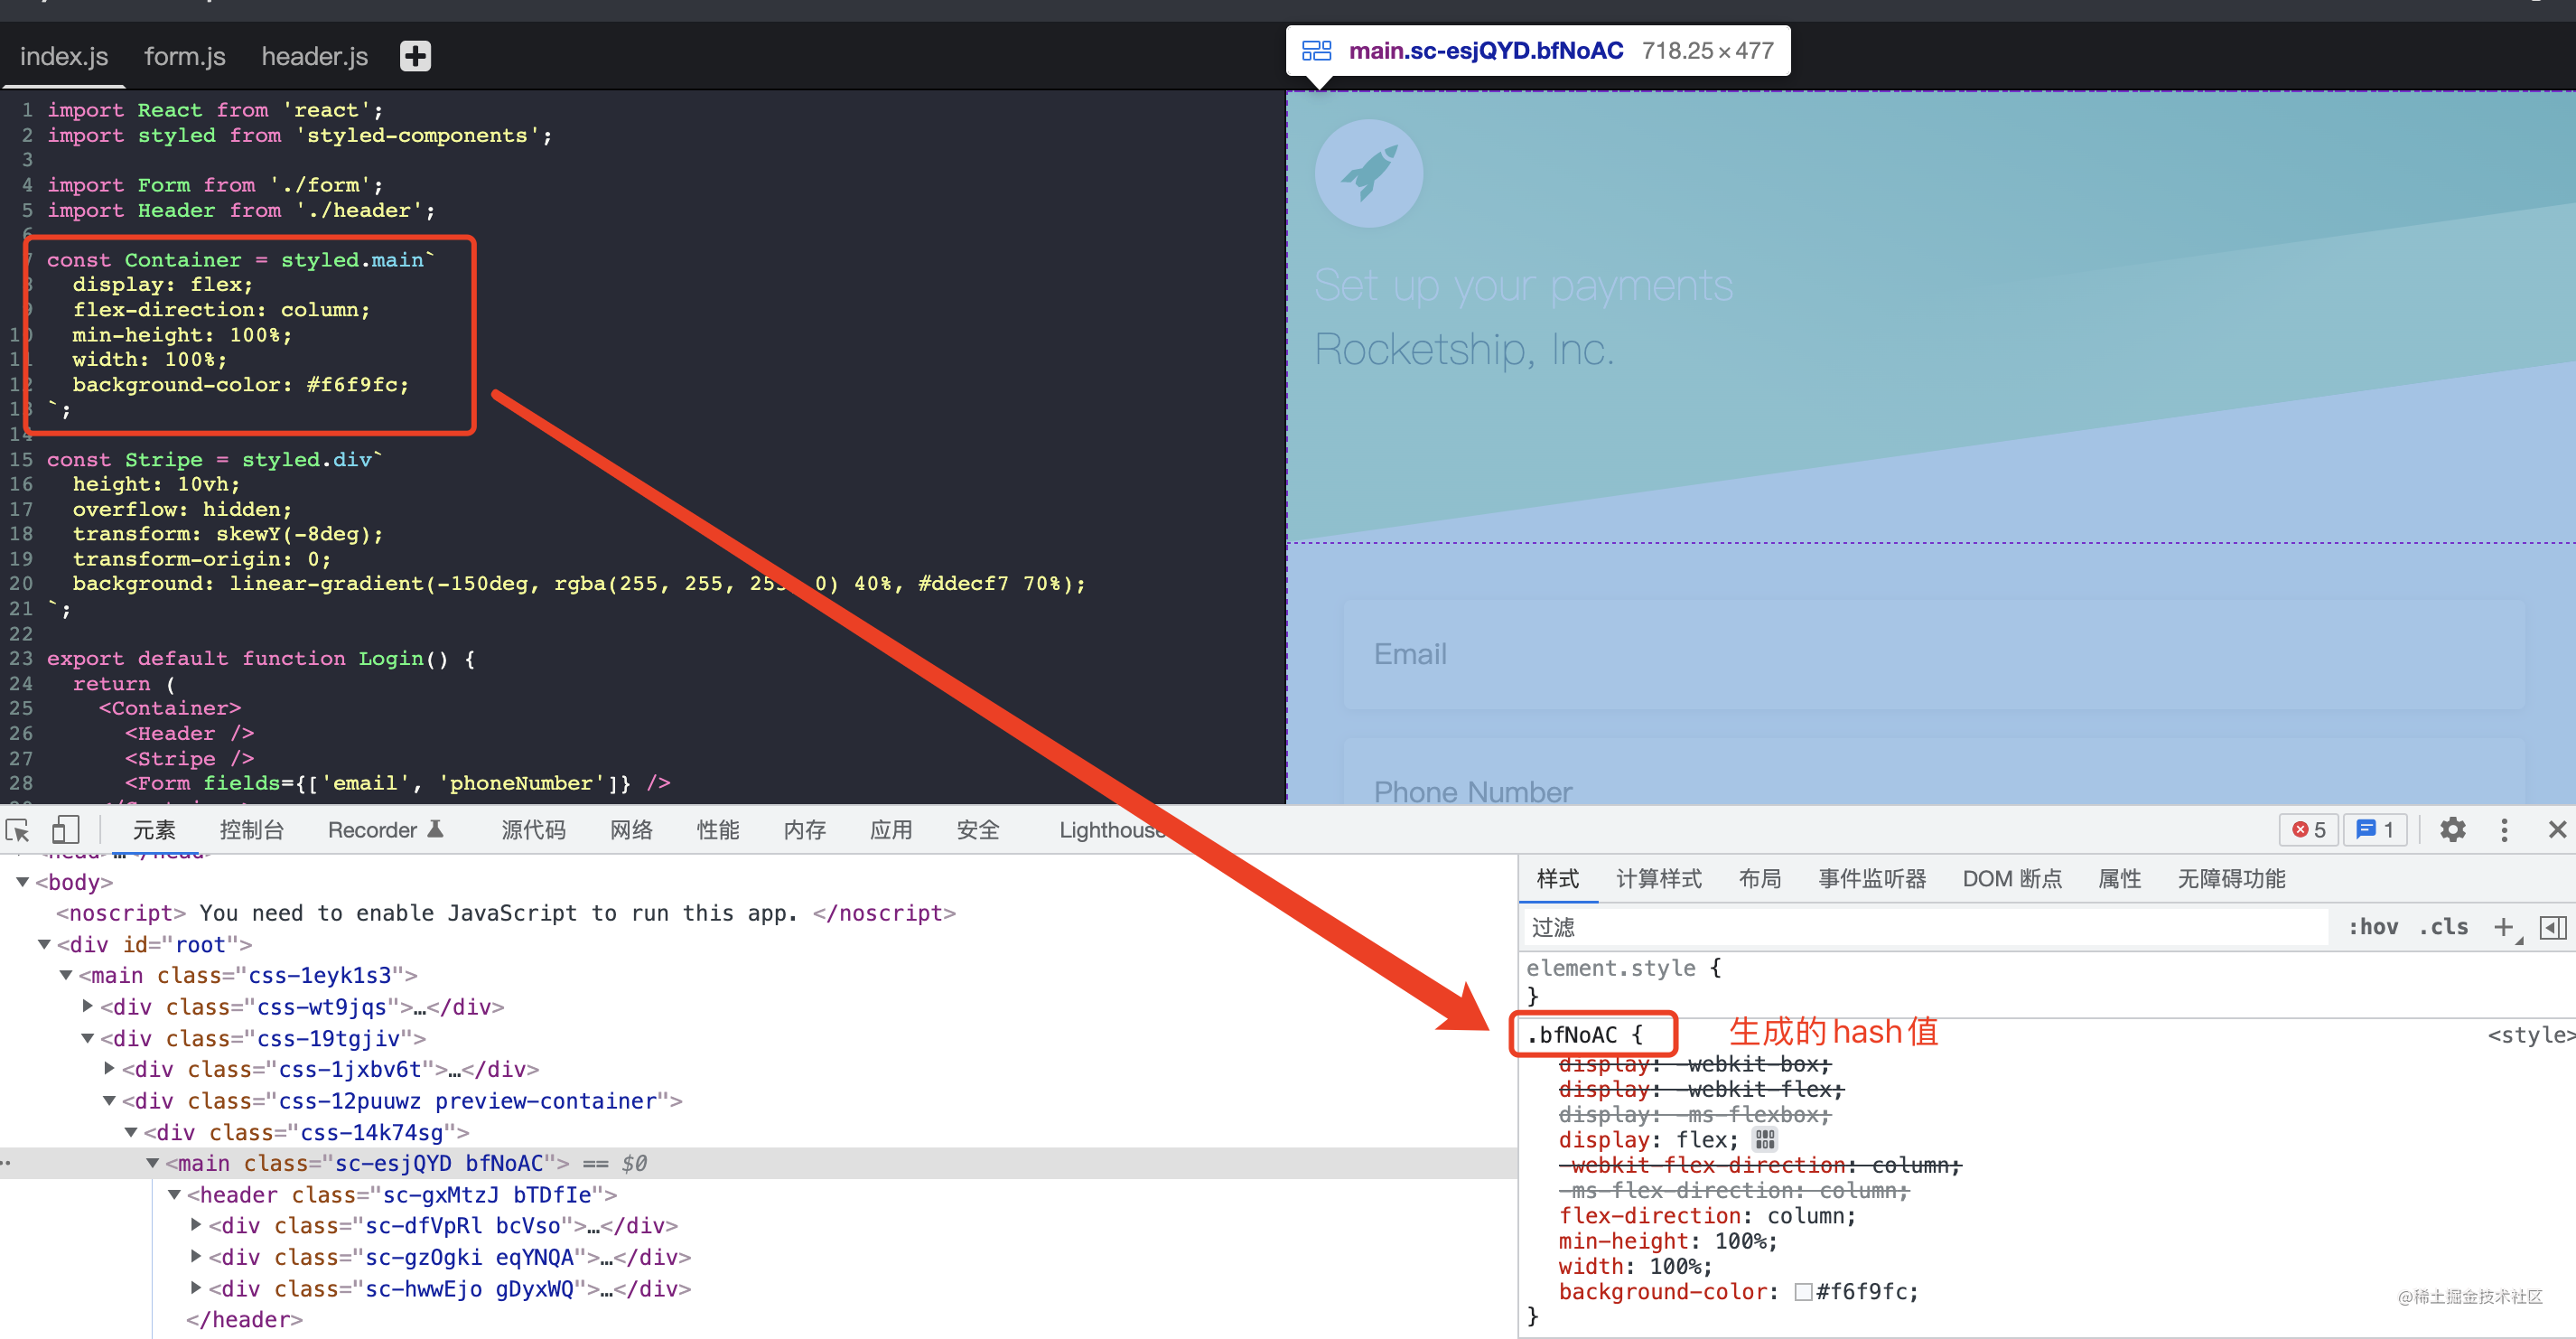 index.js form.js header.js
main.sc-esjQYD.bfNoAC 718.25×477
1 import React from 'react';
2 import styled from 'styled-components';
3
4 import Form from './form';
5 import Header from './header';
6
7 const Container = styled.main`
8 display: flex;
9 flex-direction: column;
10 min-height: 100%;
11 width: 100%;
12 background-color: #f6f9fc;
13 `;
14
15 const Stripe = styled.div`
16 height: 10vh;
17 overflow: hidden;
18 transform: skewY(-8deg);
19 transform-origin: 0;
20 background: linear-gradient(-150deg, rgba(255, 255, 255, 0) 40%, #ddecf7 70%);
21 `;
22
23 export default function Login() {
24 return (
25 <Container>
26 <Header />
27 <Stripe />
28 <Form fields={['email', 'phoneNumber']} />
Set up your payments
Rocketship, Inc.
Email
Phone Number
元素 控制台 Recorder 源代码 网络 性能 内存 应用 安全 Lighthouse 5 1
<body>
<noscript> You need to enable JavaScript to run this app. </noscript>
<div id="root">
<main class="css-1eyk1s3">
<div class="css-wt9jqs">…</div>
<div class="css-19tgjiv">
<div class="css-1jxbv6t">…</div>
<div class="css-12puuwz preview-container">
<div class="css-14k74sg">
<main class="sc-esjQYD bfNoAC"> == $0
<header class="sc-gxMtzJ bTDfIe">
<div class="sc-dfVpRl bcVso">…</div>
<div class="sc-gzOgki eqYNQA">…</div>
<div class="sc-hwwEjo gDyxWQ">…</div>
</header>
样式 计算样式 布局 事件监听器 DOM 断点 属性 无障碍功能
过滤 :hov .cls
element.style {
}
.bfNoAC { 生成的hash值 <style>
display: -webkit-box;
display: -webkit-flex;
display: -ms-flexbox;
display: flex;
-webkit-flex-direction: column;
-ms-flex-direction: column;
flex-direction: column;
min-height: 100%;
width: 100%;
background-color: #f6f9fc;
}
@稀土掘金技术社区